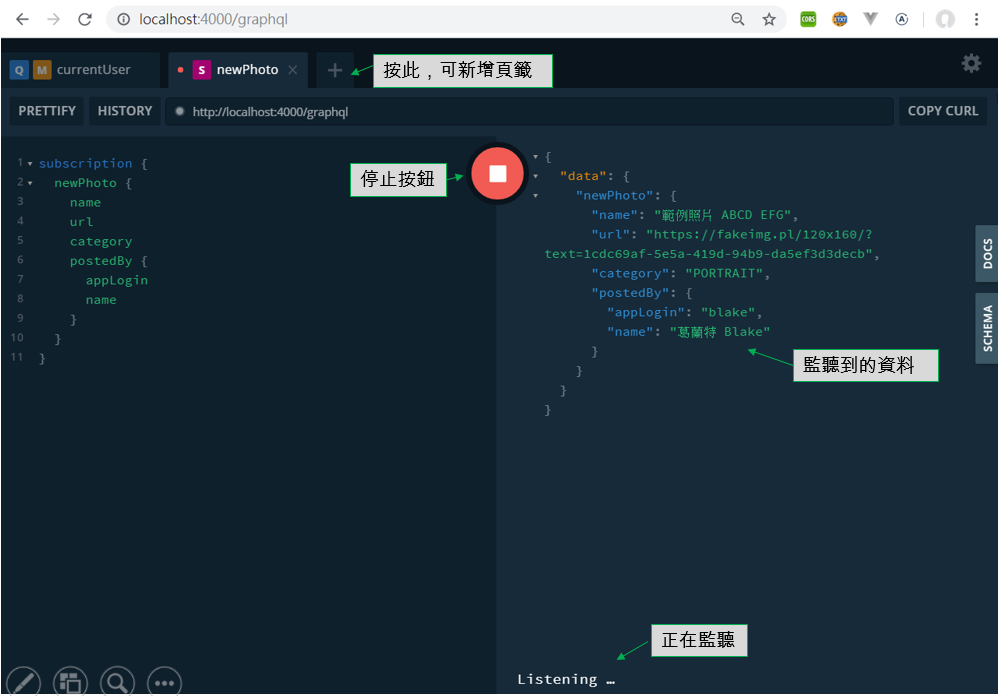 localhost:4000/graphql
CORS
TXT
Q M currentUser
S newPhoto
按此，可新增頁籤
PRETTIFY HISTORY http://localhost:4000/graphql COPY CURL
1 subscription {
2 newPhoto {
3 name
4 url
5 category
6 postedBy {
7 appLogin
8 name
9 }
10 }
11 }
停止按鈕
{
"data": {
"newPhoto": {
"name": "範例照片 ABCD EFG",
"url": "https://fakeimg.pl/120x160/?
text=1cdc69af-5e5a-419d-94b9-da5ef3d3decb",
"category": "PORTRAIT",
"postedBy": {
"appLogin": "blake",
"name": "葛蘭特 Blake"
}
}
}
}
監聽到的資料
DOCS
SCHEMA
正在監聽
Listening …